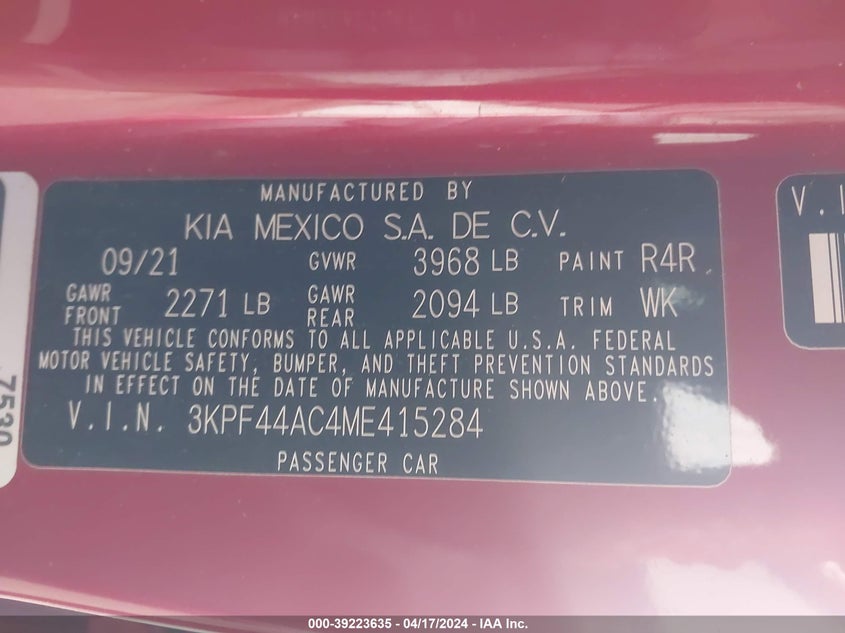 MANUFACTURED BY
KIA MEXICO S.A. DE C.V.
09/21 GVWR 3968 LB PAINT R4R
GAWR FRONT 2271 LB GAWR REAR 2094 LB TRIM WK
THIS VEHICLE CONFORMS TO ALL APPLICABLE U.S.A. FEDERAL
MOTOR VEHICLE SAFETY, BUMPER, AND THEFT PREVENTION STANDARDS
IN EFFECT ON THE DATE OF MANUFACTURE SHOWN ABOVE.
V.I.N. 3KPF44AC4ME415284
PASSENGER CAR
7530
V.I
000-39223635 - 04/17/2024 - IAA Inc.